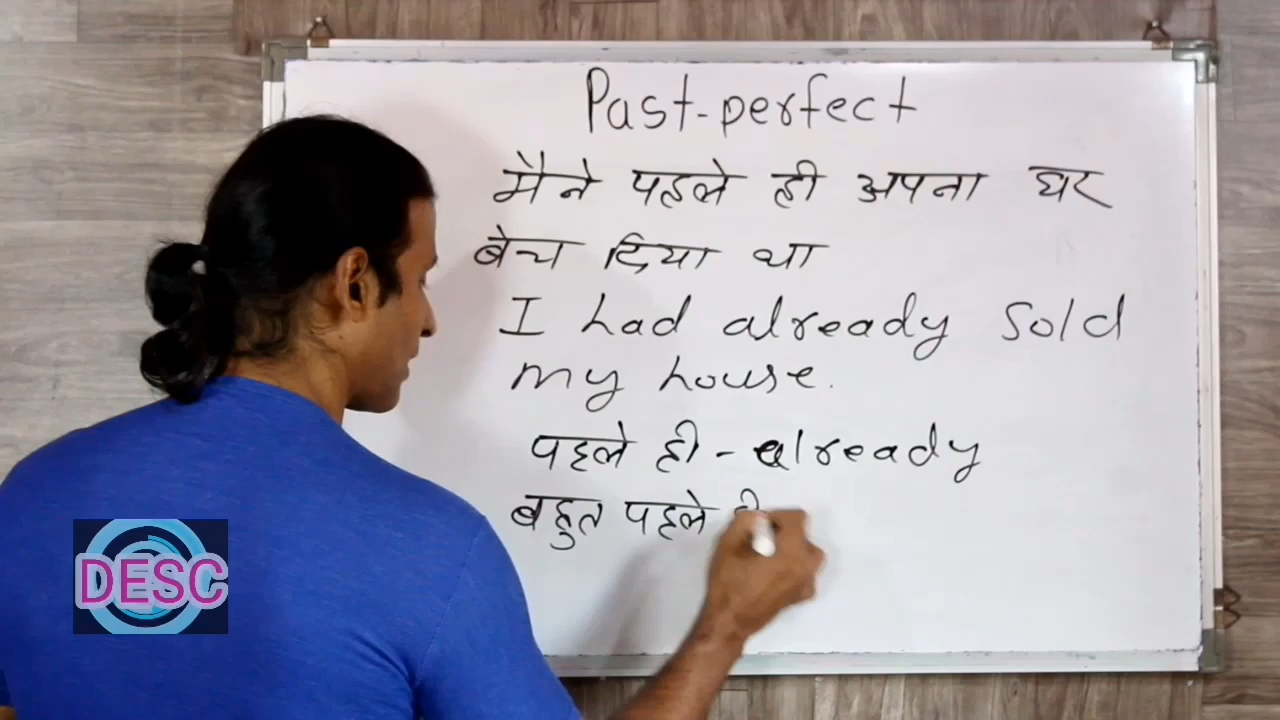 Past-perfect
मैने पहले ही अपना घर
बेच दिया था
I had already sold
my house.
पहले ही - already
बहुत पहले ही
DESC